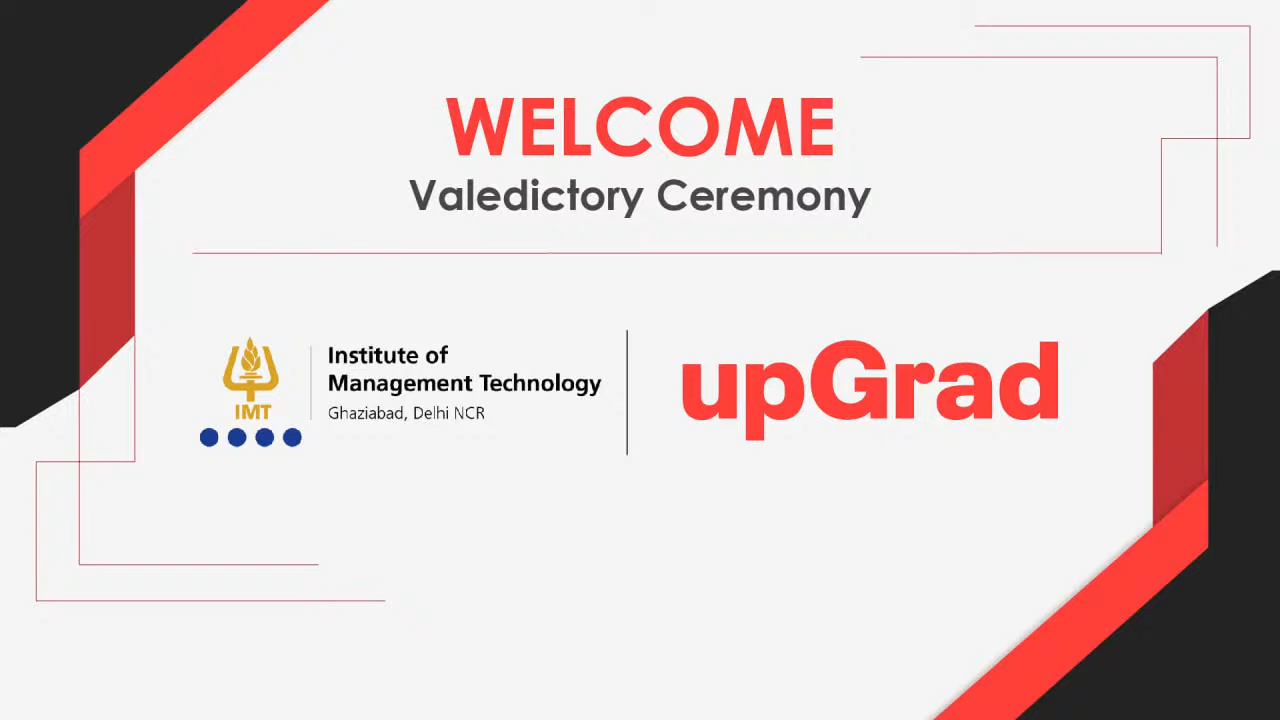 WELCOME
Valedictory Ceremony
IMT
Institute of
Management Technology
Ghaziabad, Delhi NCR
upGrad